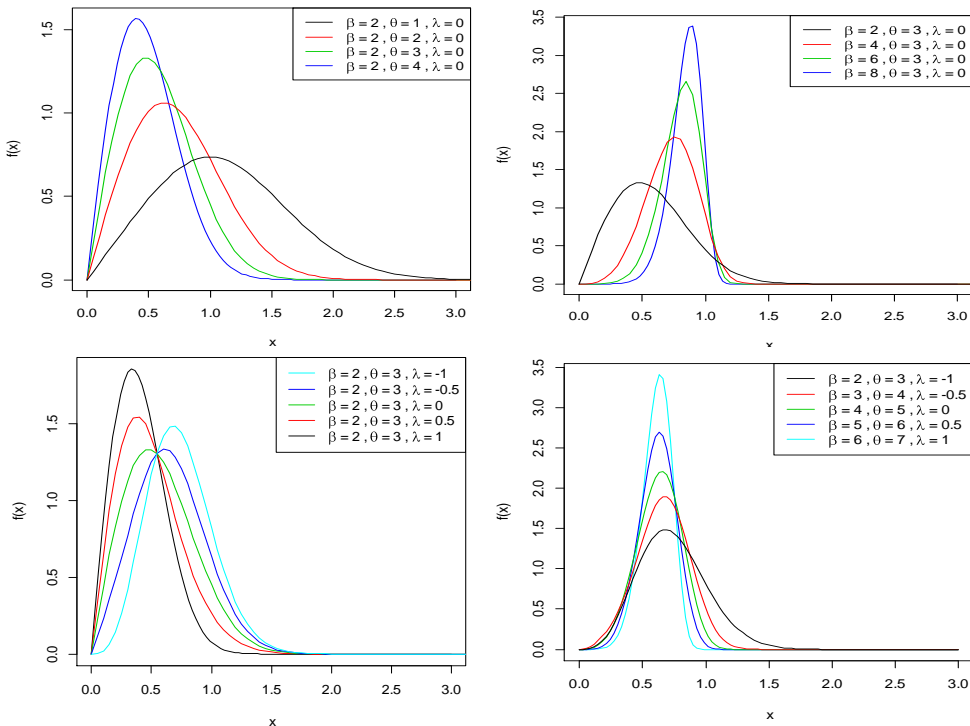 β=2 , θ=1 , λ=0
β=2 , θ=2 , λ=0
β=2 , θ=3 , λ=0
β=2 , θ=4 , λ=0
f(x)
0.0 0.5 1.0 1.5
0.0 0.5 1.0 1.5 2.0 2.5 3.0
x
β=2 , θ=3 , λ=0
β=4 , θ=3 , λ=0
β=6 , θ=3 , λ=0
β=8 , θ=3 , λ=0
f(x)
0.0 0.5 1.0 1.5 2.0 2.5 3.0 3.5
0.0 0.5 1.0 1.5 2.0 2.5 3.0
x
β=2 , θ=3 , λ=-1
β=2 , θ=3 , λ=-0.5
β=2 , θ=3 , λ=0
β=2 , θ=3 , λ=0.5
β=2 , θ=3 , λ=1
f(x)
0.0 0.5 1.0 1.5
0.0 0.5 1.0 1.5 2.0 2.5 3.0
x
β=2 , θ=3 , λ=-1
β=3 , θ=4 , λ=-0.5
β=4 , θ=5 , λ=0
β=5 , θ=6 , λ=0.5
β=6 , θ=7 , λ=1
f(x)
0.0 0.5 1.0 1.5 2.0 2.5 3.0 3.5
0.0 0.5 1.0 1.5 2.0 2.5 3.0
x